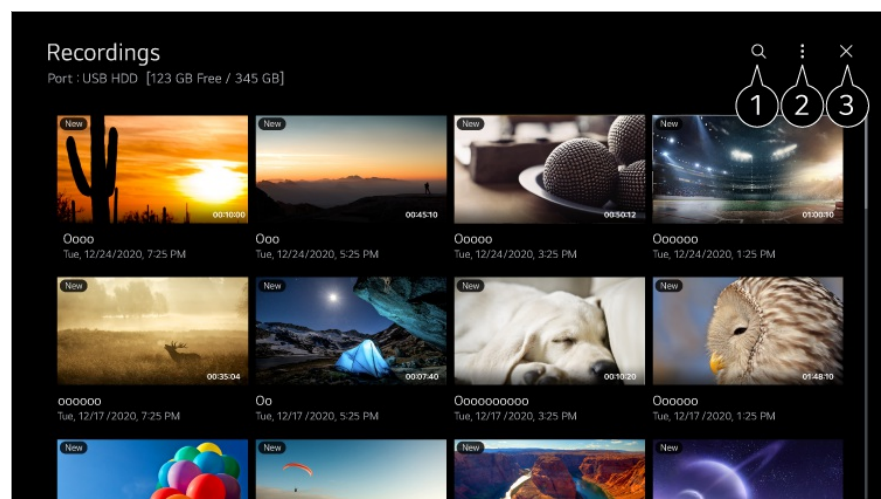 Recordings
Port : USB HDD [123 GB Free / 345 GB]
1 2 3
New New New New
00:10:00 00:45:10 00:50:12 01:00:10
Oooo Ooo Ooooo Oooooo
Tue, 12/24/2020, 7:25 PM Tue, 12/24/2020, 5:25 PM Tue, 12/24/2020, 3:25 PM Tue, 12/24/2020, 1:25 PM
New New New New
00:35:04 00:07:40 00:10:20 01:48:10
oooooo Oo Oooooooooo Oooooo
Tue, 12/17/2020, 7:25 PM Tue, 12/17/2020, 5:25 PM Tue, 12/17/2020, 3:25 PM Tue, 12/17/2020, 1:25 PM
New New New New